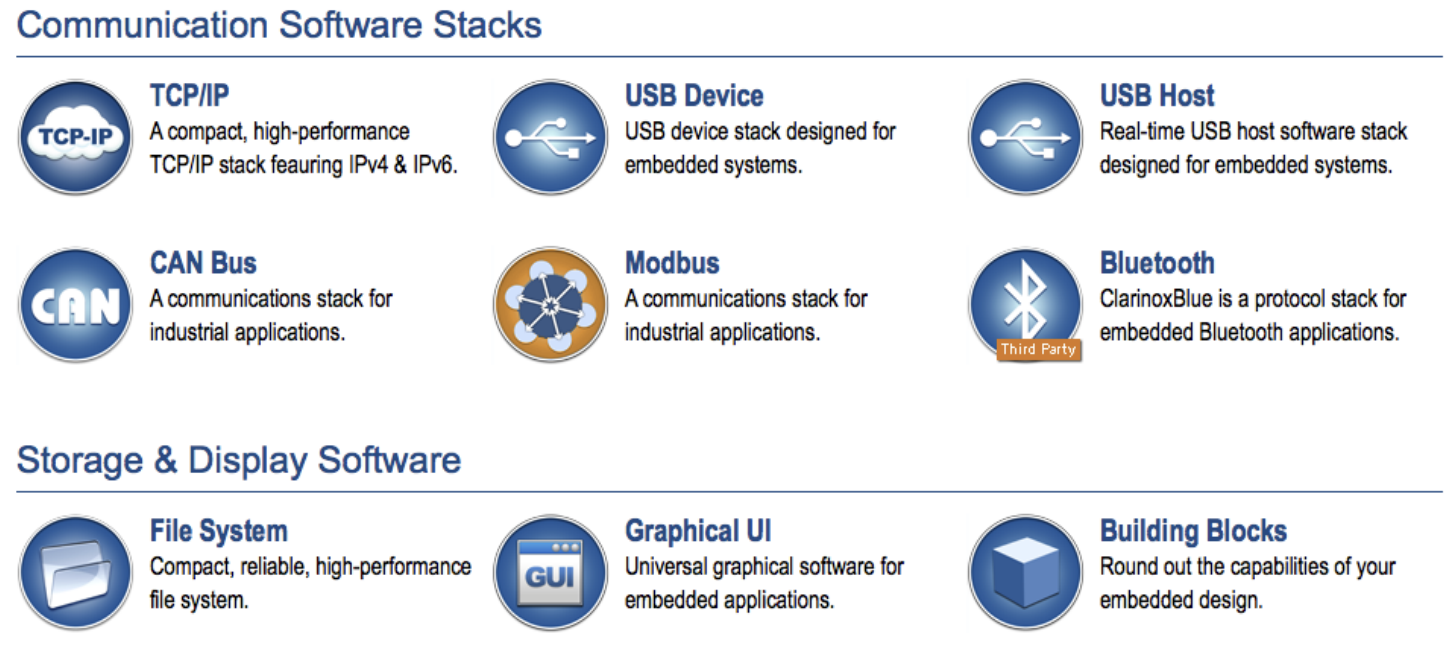 Communication Software Stacks
TCP-IP
TCP/IP
A compact, high-performance
TCP/IP stack feauring IPv4 & IPv6.
USB Device
USB device stack designed for
embedded systems.
USB Host
Real-time USB host software stack
designed for embedded systems.
CAN
CAN Bus
A communications stack for
industrial applications.
Modbus
A communications stack for
industrial applications.
Third Party
Bluetooth
ClarinoxBlue is a protocol stack for
embedded Bluetooth applications.
Storage & Display Software
File System
Compact, reliable, high-performance
file system.
GUI
Graphical UI
Universal graphical software for
embedded applications.
Building Blocks
Round out the capabilities of your
embedded design.